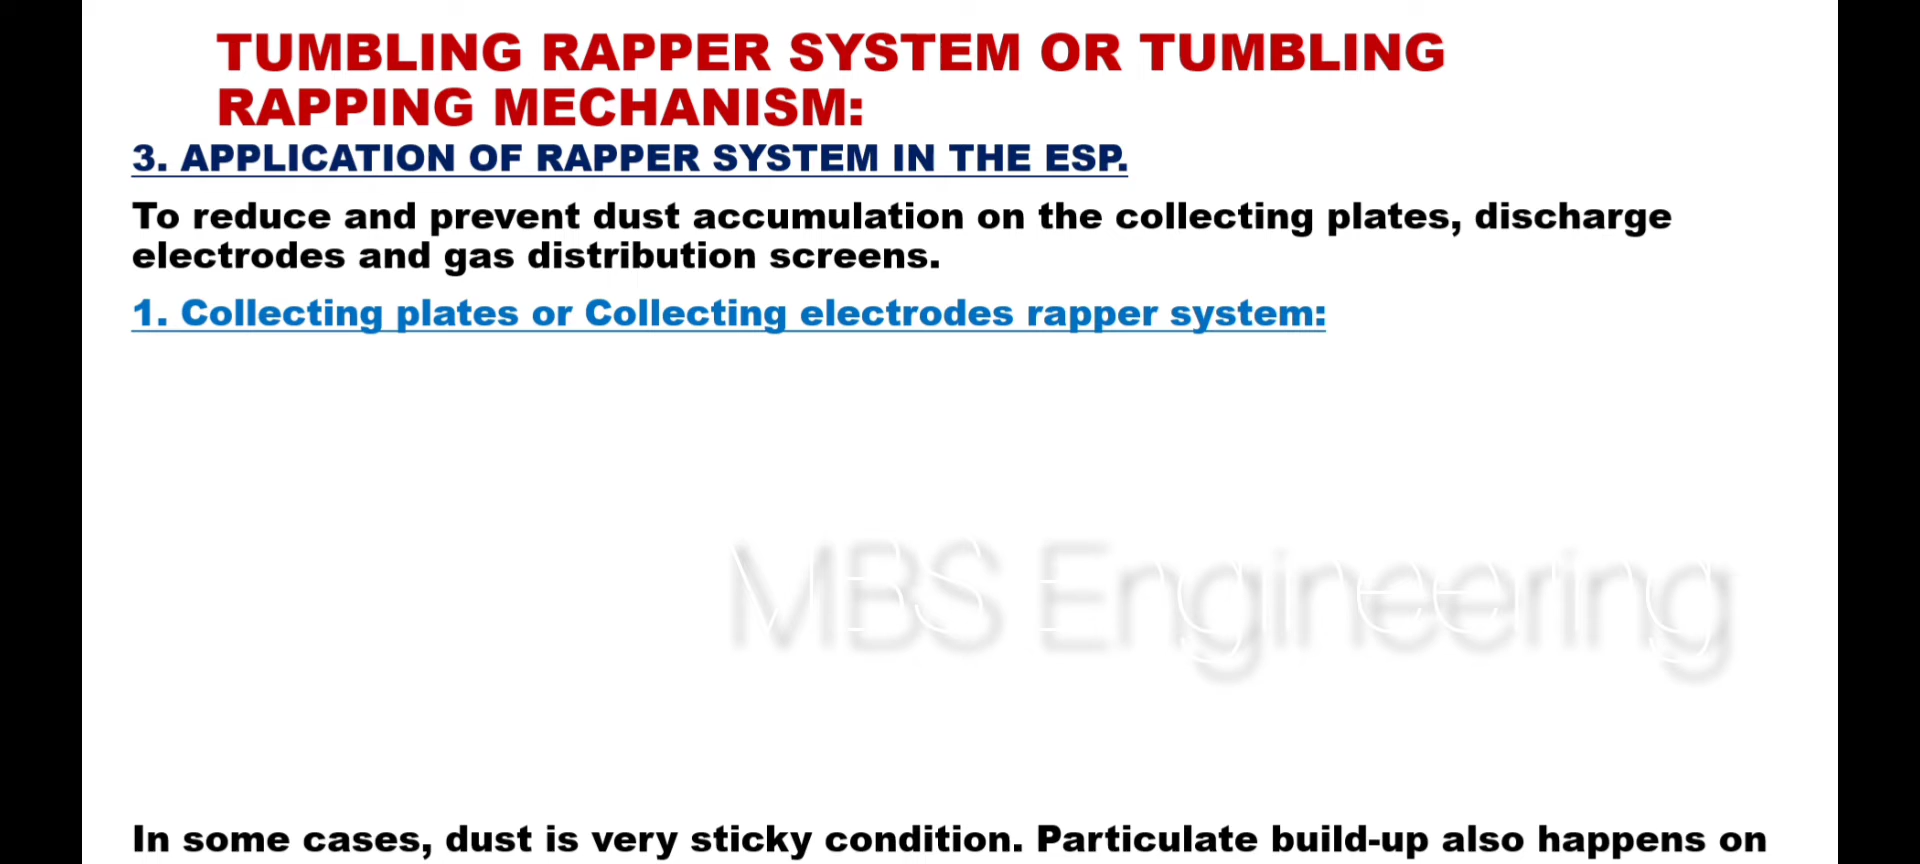 TUMBLING RAPPER SYSTEM OR TUMBLING
RAPPING MECHANISM:
3. APPLICATION OF RAPPER SYSTEM IN THE ESP.
To reduce and prevent dust accumulation on the collecting plates, discharge
electrodes and gas distribution screens.
1. Collecting plates or Collecting electrodes rapper system:
MBS Engineering
In some cases, dust is very sticky condition. Particulate build-up also happens on